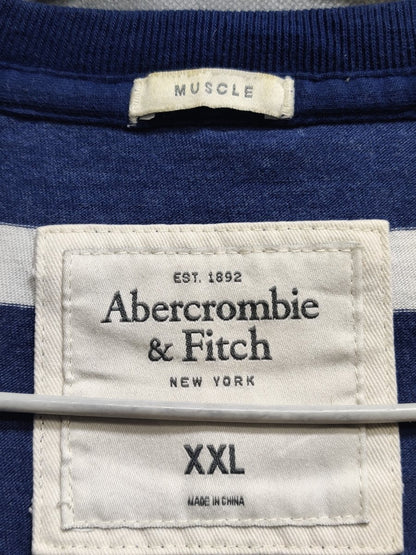 MUSCLE
EST. 1892
Abercrombie
& Fitch
NEW YORK
XXL
MADE IN CHINA